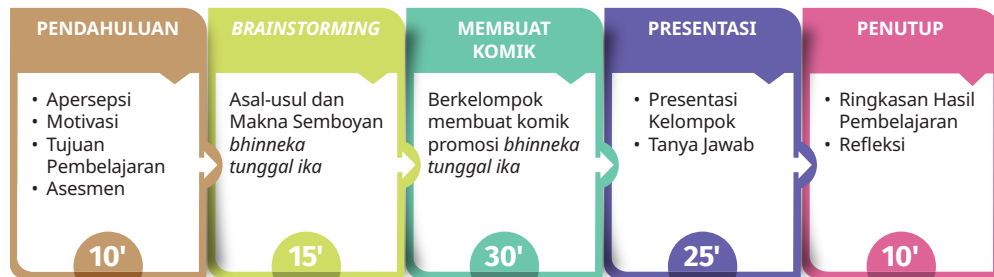 PENDAHULUAN
• Apersepsi
• Motivasi
• Tujuan
Pembelajaran
• Asesmen
10'
BRAINSTORMING
Asal-usul dan
Makna Semboyan
bhinneka
tunggal ika
15'
MEMBUAT
KOMIK
Berkelompok
membuat komik
promosi bhinneka
tunggal ika
30'
PRESENTASI
• Presentasi
Kelompok
• Tanya Jawab
25'
PENUTUP
• Ringkasan Hasil
Pembelajaran
• Refleksi
10'